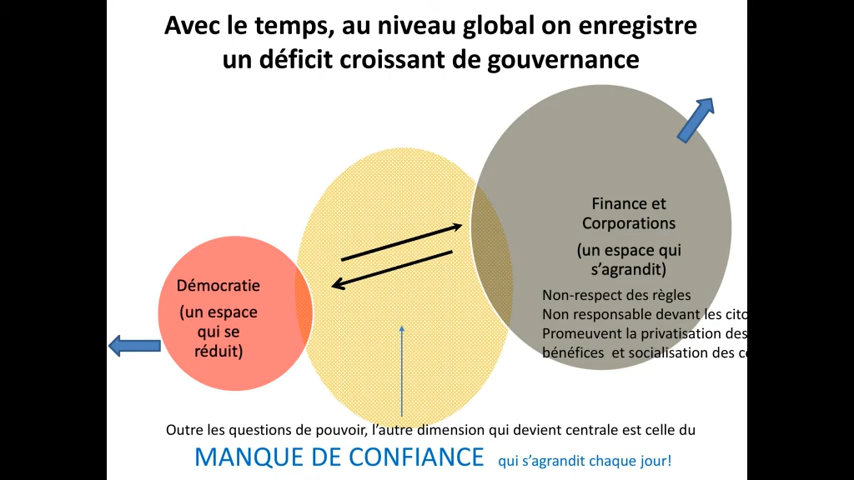 Avec le temps, au niveau global on enregistre
un déficit croissant de gouvernance
Finance et
Corporations
(un espace qui
s’agrandit)
Démocratie
(un espace
qui se
réduit)
Non-respect des règles
Non responsable devant les
Promeuvent la privatisation des
bénéfices et socialisation des
Outre les questions de pouvoir, l’autre dimension qui devient centrale est celle du
MANQUE DE CONFIANCE qui s’agrandit chaque jour!